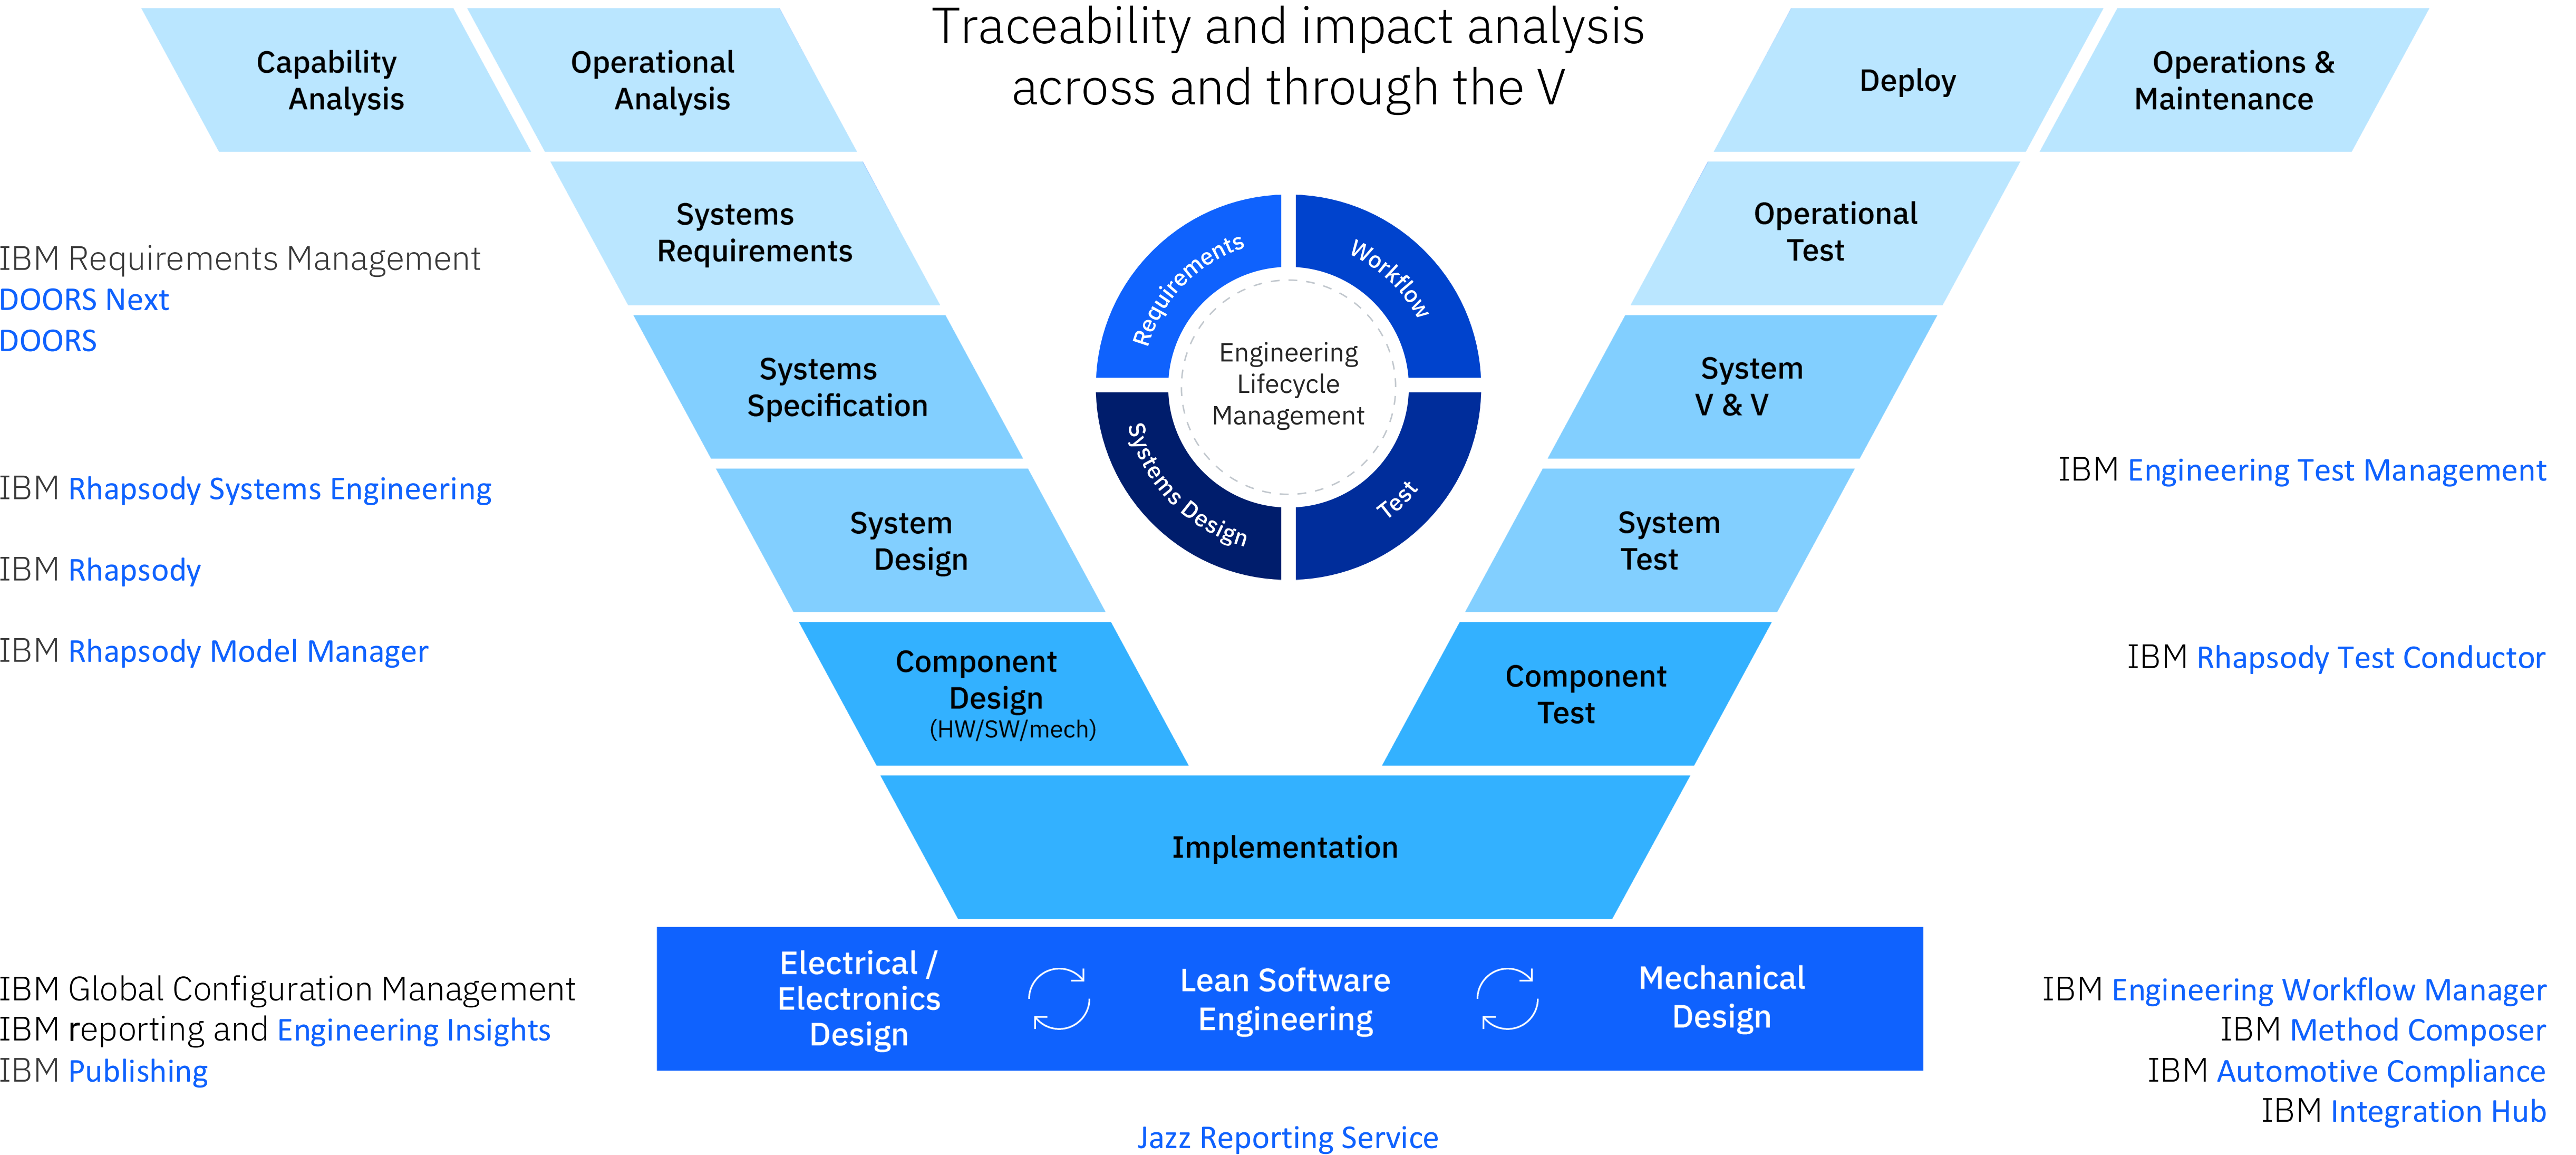 Traceability and impact analysis
across and through the V
Capability
Analysis
Operational
Analysis
Deploy
Operations &
Maintenance
Systems
Requirements
Operational
Test
IBM Requirements Management
DOORS Next
DOORS
Systems
Specification
System
V & V
Requirements
Workflow
Engineering
Lifecycle
Management
Systems Design
Test
IBM Rhapsody Systems Engineering
IBM Rhapsody
IBM Rhapsody Model Manager
System
Design
System
Test
IBM Engineering Test Management
Component
Design
(HW/SW/mech)
Component
Test
IBM Rhapsody Test Conductor
Implementation
Electrical /
Electronics
Design
Lean Software
Engineering
Mechanical
Design
IBM Global Configuration Management
IBM reporting and Engineering Insights
IBM Publishing
IBM Engineering Workflow Manager
IBM Method Composer
IBM Automotive Compliance
IBM Integration Hub
Jazz Reporting Service